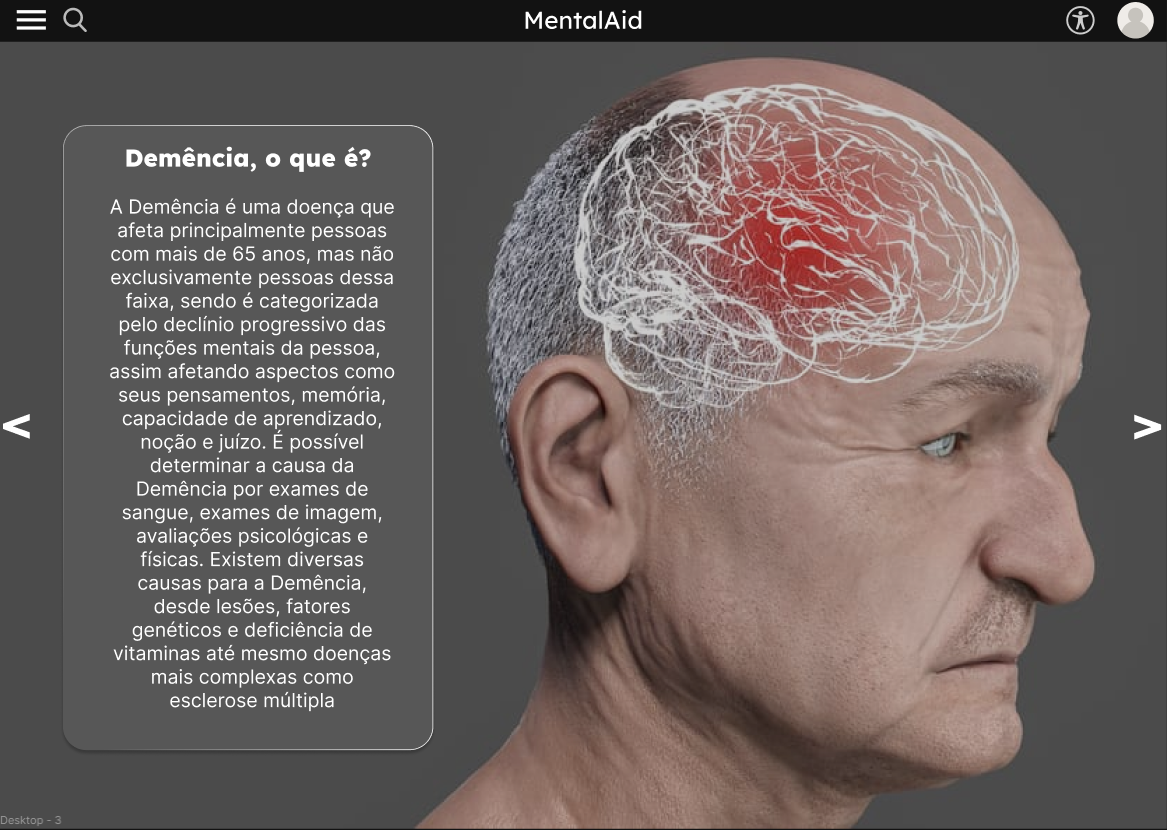 MentalAid
Demência, o que é?
A Demência é uma doença que
afeta principalmente pessoas
com mais de 65 anos, mas não
exclusivamente pessoas dessa
faixa, sendo é categorizada
pelo declínio progressivo das
funções mentais da pessoa,
assim afetando aspectos como
seus pensamentos, memória,
capacidade de aprendizado,
noção e juízo. É possível
determinar a causa da
Demência por exames de
sangue, exames de imagem,
avaliações psicológicas e
físicas. Existem diversas
causas para a Demência,
desde lesões, fatores
genéticos e deficiência de
vitaminas até mesmo doenças
mais complexas como
esclerose múltipla
<
>
Desktop - 3